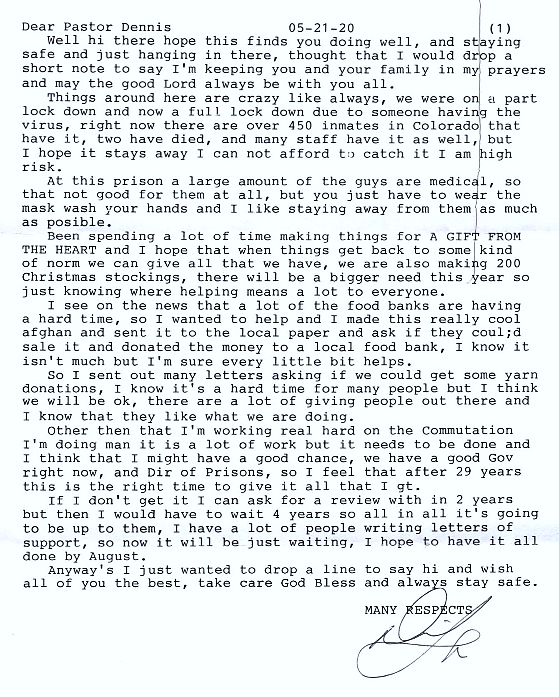 Dear Pastor Dennis 05-21-20 (1)
Well hi there hope this finds you doing well, and staying
safe and just hanging in there, thought that I would drop a
short note to say I'm keeping you and your family in my prayers
and may the good Lord always be with you all.
Things around here are crazy like always, we were on a part
lock down and now a full lock down due to someone having the
virus, right now there are over 450 inmates in Colorado that
have it, two have died, and many staff have it as well, but
I hope it stays away I can not afford to catch it I am high
risk.
At this prison a large amount of the guys are medical, so
that not good for them at all, but you just have to wear the
mask wash your hands and I like staying away from them as much
as posible.
Been spending a lot of time making things for A GIFT FROM
THE HEART and I hope that when things get back to some kind
of norm we can give all that we have, we are also making 200
Christmas stockings, there will be a bigger need this year so
just knowing where helping means a lot to everyone.
I see on the news that a lot of the food banks are having
a hard time, so I wanted to help and I made this really cool
afghan and sent it to the local paper and ask if they coul;d
sale it and donated the money to a local food bank, I know it
isn't much but I'm sure every little bit helps.
So I sent out many letters asking if we could get some yarn
donations, I know it's a hard time for many people but I think
we will be ok, there are a lot of giving people out there and
I know that they like what we are doing.
Other then that I'm working real hard on the Commutation
I'm doing man it is a lot of work but it needs to be done and
I think that I might have a good chance, we have a good Gov
right now, and Dir of Prisons, so I feel that after 29 years
this is the right time to give it all that I gt.
If I don't get it I can ask for a review with in 2 years
but then I would have to wait 4 years so all in all it's going
to be up to them, I have a lot of people writing letters of
support, so now it will be just waiting, I hope to have it all
done by August.
Anyway's I just wanted to drop a line to say hi and wish
all of you the best, take care God Bless and always stay safe.
MANY RESPECTS